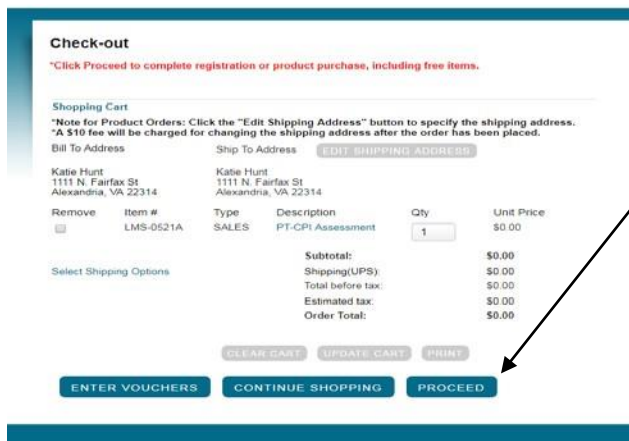 Check-out
*Click Proceed to complete registration or product purchase, including free items.
Shopping Cart
*Note for Product Orders: Click the "Edit Shipping Address" button to specify the shipping address.
*A $10 fee will be charged for changing the shipping address after the order has been placed.
Bill To Address Ship To Address EDIT SHIPPING ADDRESS
Katie Hunt Katie Hunt
1111 N. Fairfax St 1111 N. Fairfax St
Alexandria, VA 22314 Alexandria, VA 22314
Remove Item # Type Description Qty Unit Price
LMS-0521A SALES PT-CPI Assessment 1 $0.00
Subtotal: $0.00
Select Shipping Options Shipping(UPS): $0.00
Total before tax: $0.00
Estimated tax: $0.00
Order Total: $0.00
CLEAR CART UPDATE CART PRINT
ENTER VOUCHERS CONTINUE SHOPPING PROCEED